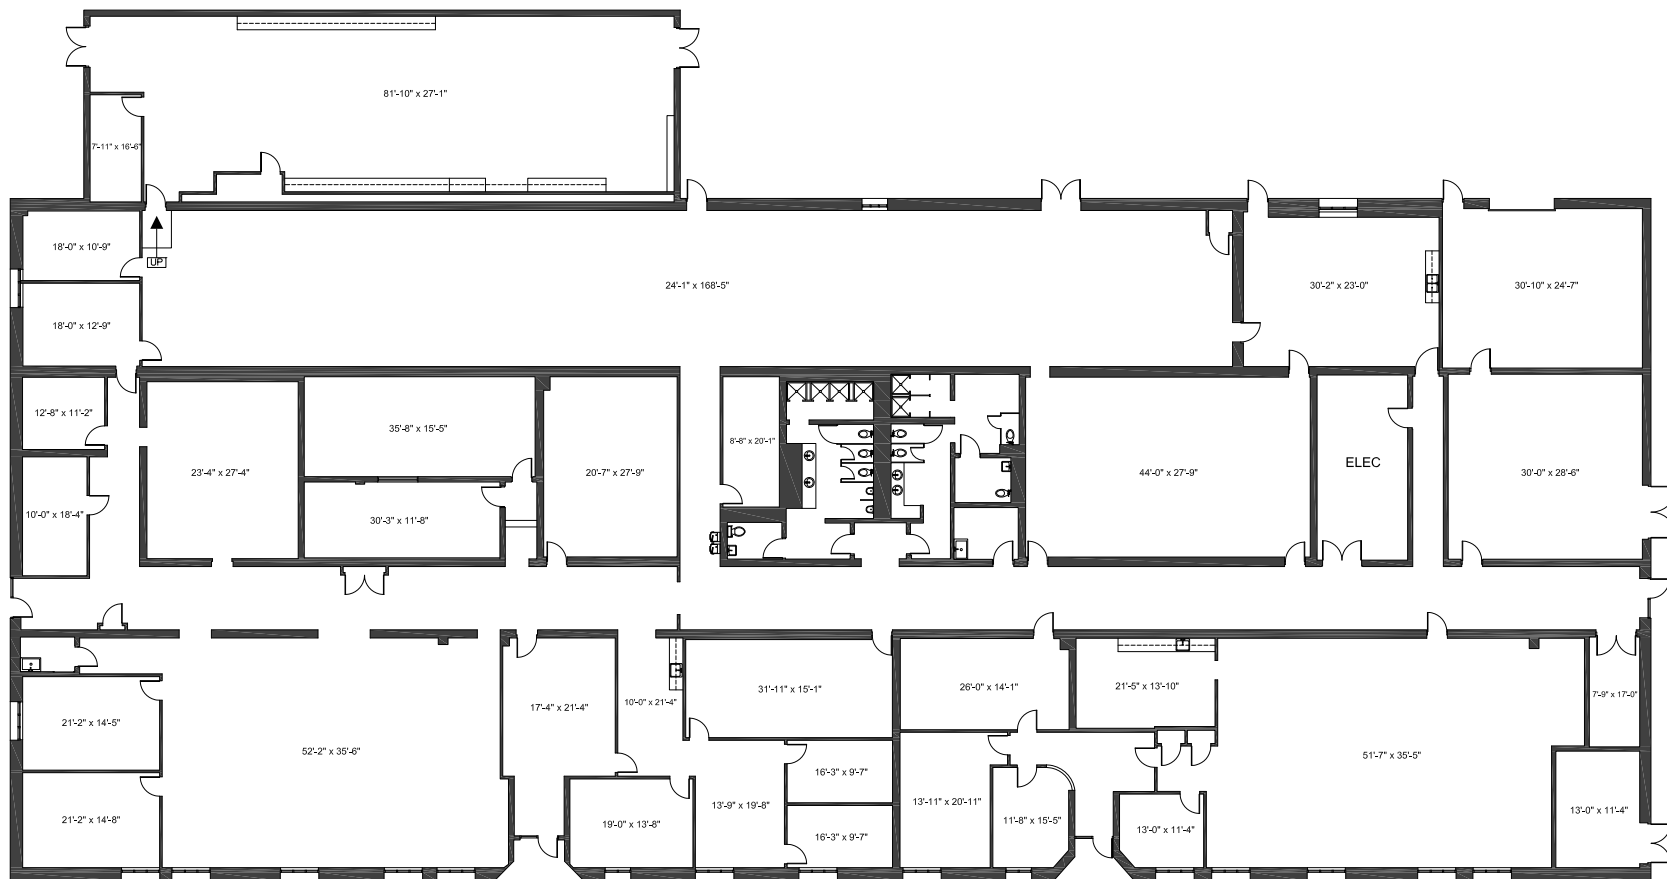 81'-10" x 27'-1"
7'-11" x 16'-6"
18'-0" x 10'-9"
UP
24'-1" x 168'-5"
30'-2" x 23'-0"
30'-10" x 24'-7"
18'-0" x 12'-9"
12'-8" x 11'-2"
35'-8" x 15'-5"
8'-8" x 20'-1"
23'-4" x 27'-4"
20'-7" x 27'-9"
44'-0" x 27'-9"
ELEC
30'-0" x 28'-6"
10'-0" x 18'-4"
30'-3" x 11'-8"
31'-11" x 15'-1"
26'-0" x 14'-1"
21'-5" x 13'-10"
7'-9" x 17'-0"
21'-2" x 14'-5"
17'-4" x 21'-4"
10'-0" x 21'-4"
52'-2" x 35'-6"
51'-7" x 35'-5"
16'-3" x 9'-7"
13'-9" x 19'-8"
13'-11" x 20'-11"
13'-0" x 11'-4"
21'-2" x 14'-8"
19'-0" x 13'-8"
16'-3" x 9'-7"
11'-8" x 15'-5"
13'-0" x 11'-4"